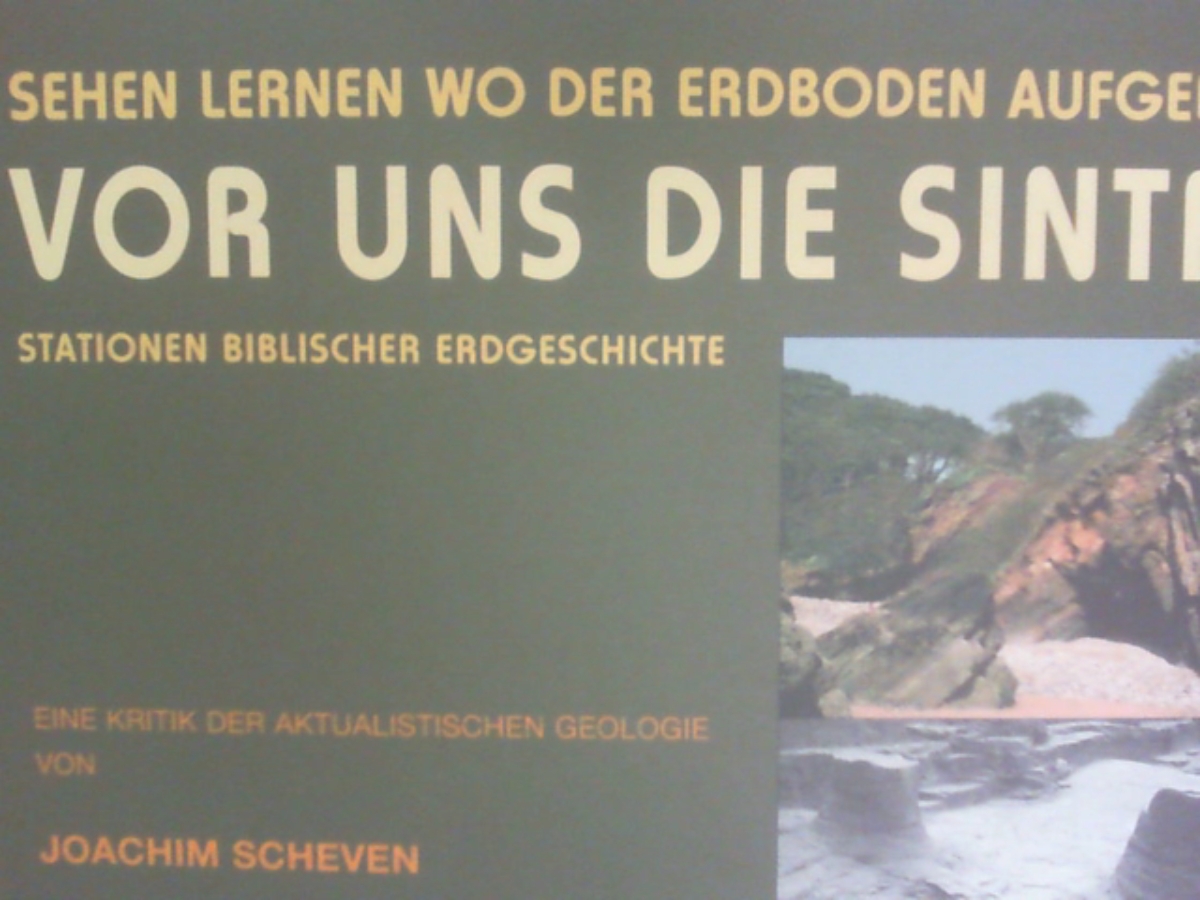 SEHEN LERNEN WO DER ERDBODEN
VOR UNS DIE
STATIONEN BIBLISCHER ERDGESCHICHTE
EINE KRITIK DER AKTUALISTISCHEN GEOLOGIE
VON
JOACHIM SCHEVEN